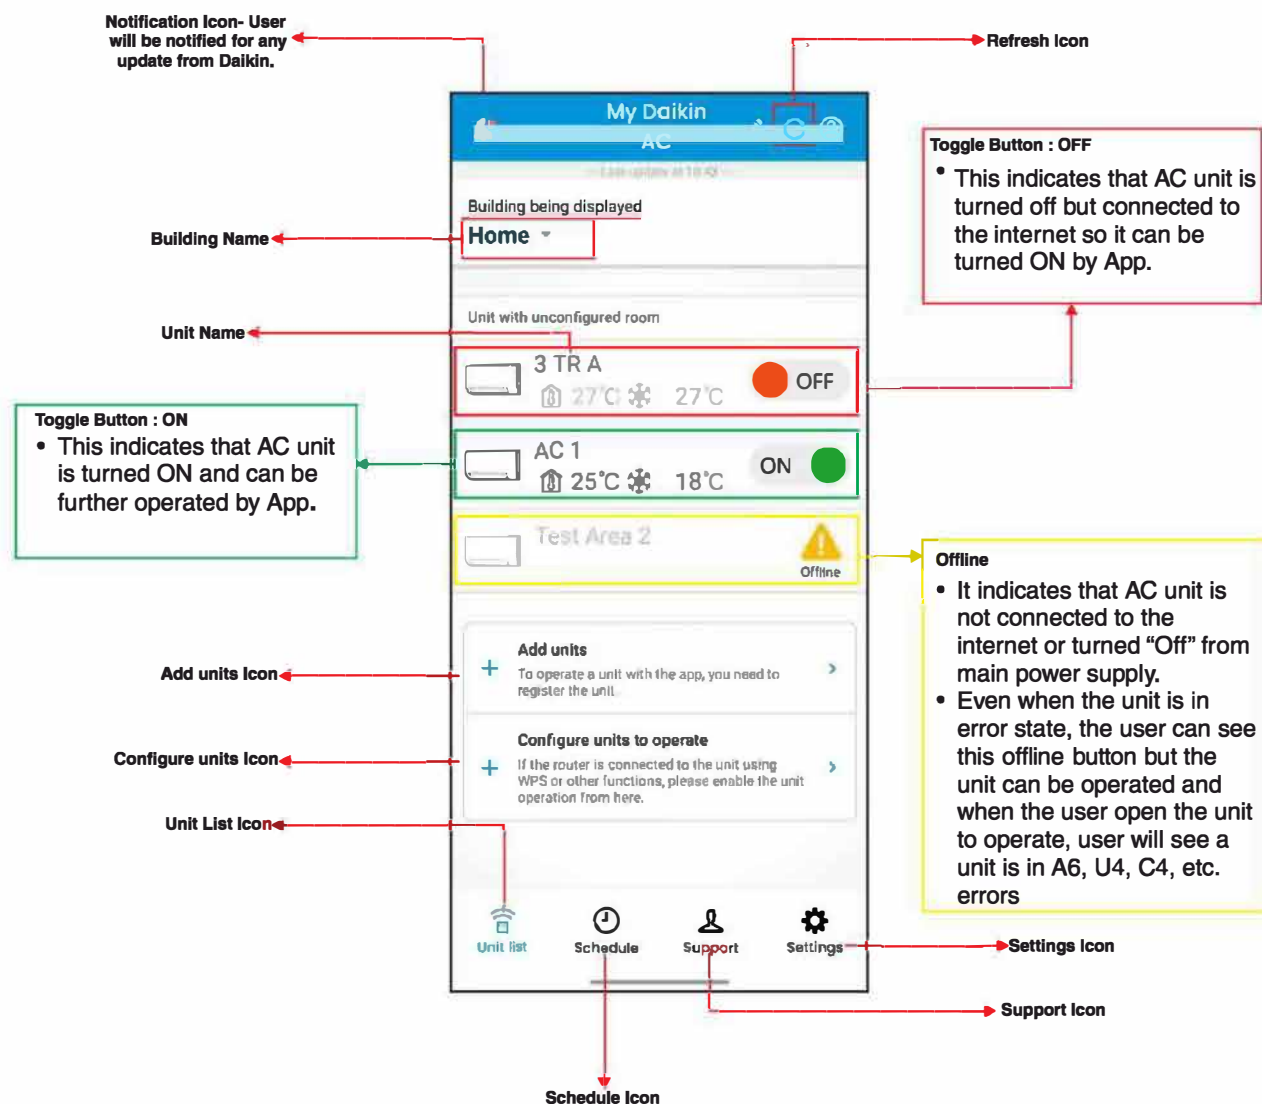 Notification Icon- User
will be notified for any
update from Daikin.
Refresh Icon
My Daikin
AC
Last update at 18:43
Building being displayed
Home
Building Name
Toggle Button : OFF
• This indicates that AC unit is
turned off but connected to
the internet so it can be
turned ON by App.
Unit with unconfigured room
Unit Name
3 TR A
27°C 27°C
OFF
Toggle Button : ON
• This indicates that AC unit
is turned ON and can be
further operated by App.
AC 1
25°C 18°C
ON
Test Area 2
Offline
Offline
• It indicates that AC unit is
not connected to the
internet or turned “Off” from
main power supply.
• Even when the unit is in
error state, the user can see
this offline button but the
unit can be operated and
when the user open the unit
to operate, user will see a
unit is in A6, U4, C4, etc.
errors
Add units
To operate a unit with the app, you need to
register the unit.
Add units Icon
Configure units to operate
If the router is connected to the unit using
WPS or other functions, please enable the unit
operation from here.
Configure units Icon
Unit List Icon
Unit list
Schedule
Support
Settings
Settings Icon
Support Icon
Schedule Icon